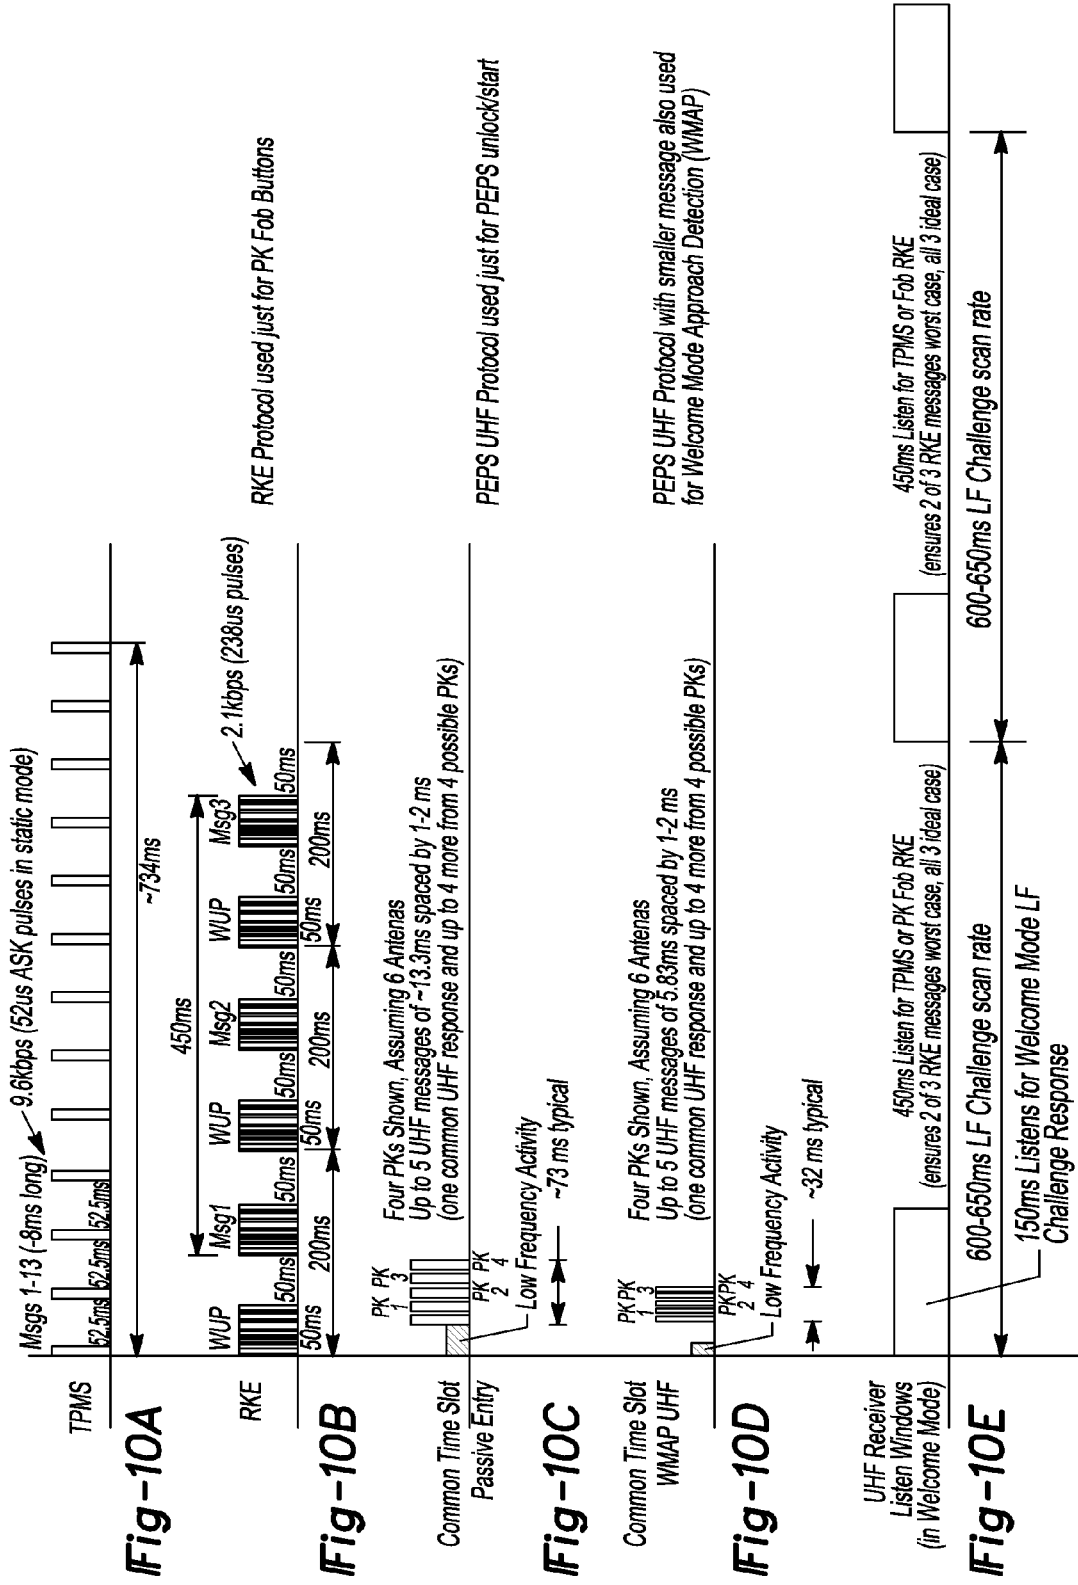 TPMS
Msgs 1-13 (-8ms long)
9.6kbps (52us ASK pulses in static mode)
52.5ms
52.5ms
52.5ms
52.5ms
~734ms
Fig-10A
RKE
WUP
Msg1
WUP
Msg2
WUP
Msg3
450ms
2.1kbps (238us pulses)
50ms
50ms
50ms
50ms
50ms
50ms
50ms
50ms
50ms
200ms
200ms
200ms
RKE Protocol used just for PK Fob Buttons
Fig-10B
Common Time Slot
Passive Entry
Four PKs Shown, Assuming 6 Antenas
Up to 5 UHF messages of ~13.3ms spaced by 1-2 ms
(one common UHF response and up to 4 more from 4 possible PKs)
PK PK
1 3
PK PK
2 4
Low Frequency Activity
~73 ms typical
PEPS UHF Protocol used just for PEPS unlock/start
Fig-10C
Common Time Slot
WMAP UHF
Four PKs Shown, Assuming 6 Antenas
Up to 5 UHF messages of 5.83ms spaced by 1-2 ms
(one common UHF response and up to 4 more from 4 possible PKs)
PK PK
1 3
PK PK
2 4
Low Frequency Activity
~32 ms typical
PEPS UHF Protocol with smaller message also used
for Welcome Mode Approach Detection (WMAP)
Fig-10D
UHF Receiver
Listen Windows
(in Welcome Mode)
450ms Listen for TPMS or PK Fob RKE
(ensures 2 of 3 RKE messages worst case, all 3 ideal case)
450ms Listen for TPMS or Fob RKE
(ensures 2 of 3 RKE messages worst case, all 3 ideal case)
600-650ms LF Challenge scan rate
600-650ms LF Challenge scan rate
150ms Listens for Welcome Mode LF
Challenge Response
Fig-10E